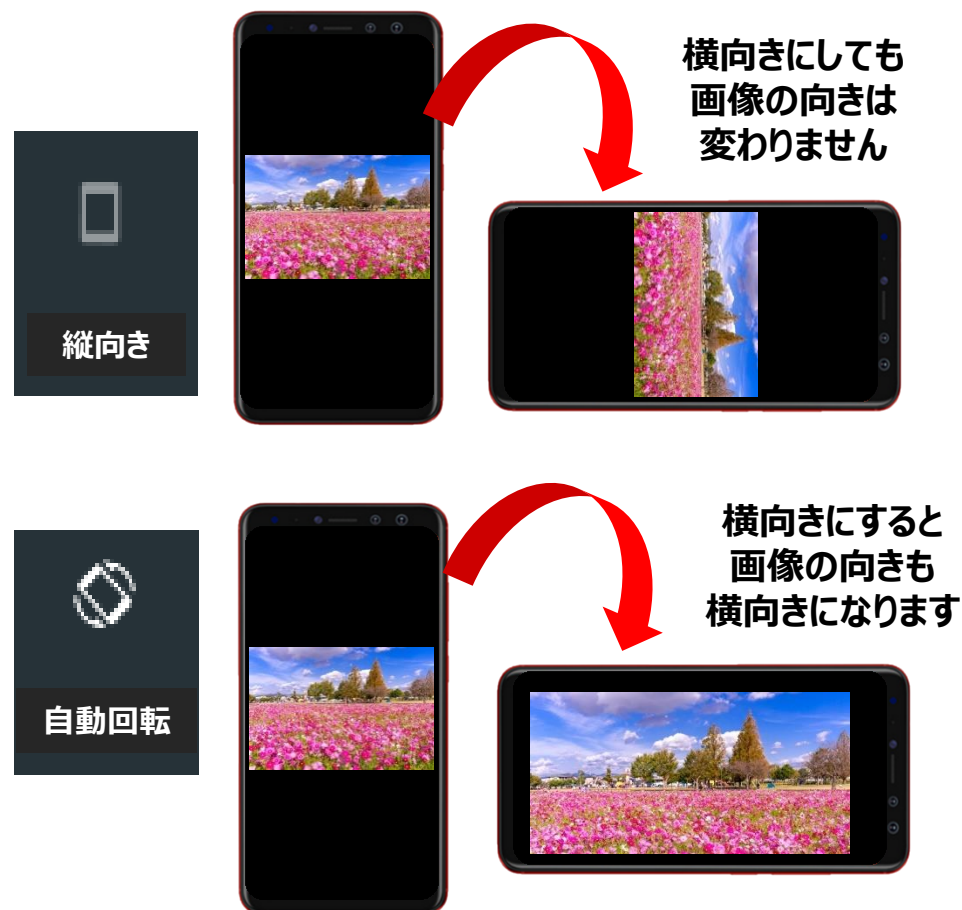 横向きにしても
画像の向きは
変わりません
縦向き
横向きにすると
画像の向きも
横向きになります
自動回転